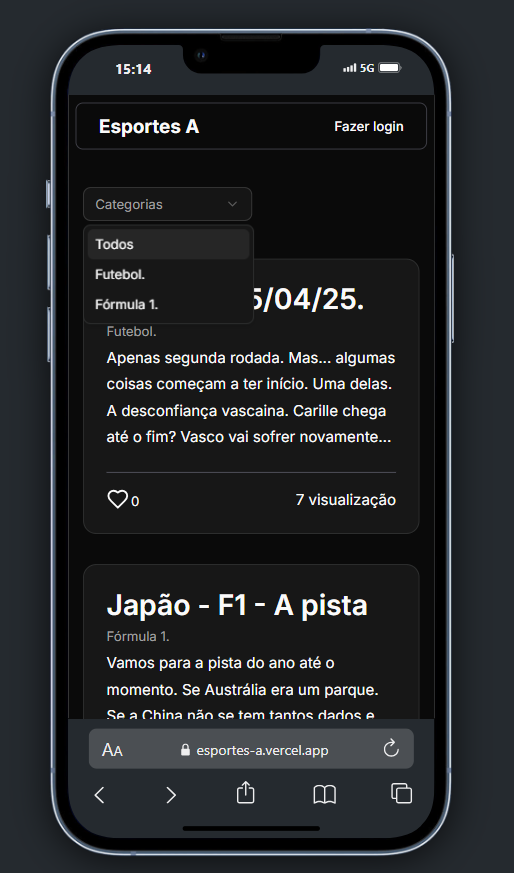 15:14
5G
Esportes A
Fazer login
Categorias
Todos
Futebol.
Fórmula 1.
5/04/25.
Futebol.
Apenas segunda rodada. Mas... algumas
coisas começam a ter início. Uma delas.
A desconfiança vascaina. Carille chega
até o fim? Vasco vai sofrer novamente...
0
7 visualização
Japão - F1 - A pista
Fórmula 1.
Vamos para a pista do ano até o
momento. Se Austrália era um parque.
Se a China não se tem tantos dados e
AA
esportes-a.vercel.app